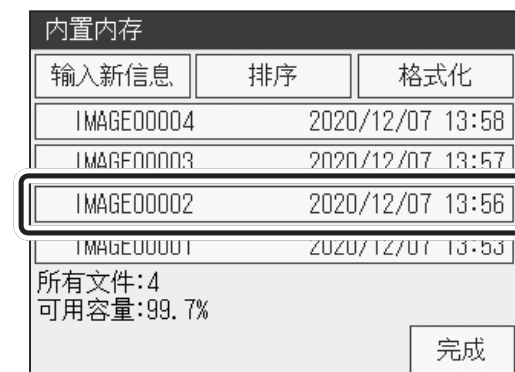 内置内存
输入新信息 排序 格式化
IMAGE00004 2020/12/07 13:58
IMAGE00003 2020/12/07 13:57
IMAGE00002 2020/12/07 13:56
IMAGE00001 2020/12/07 13:53
所有文件:4
可用容量:99.7%
完成